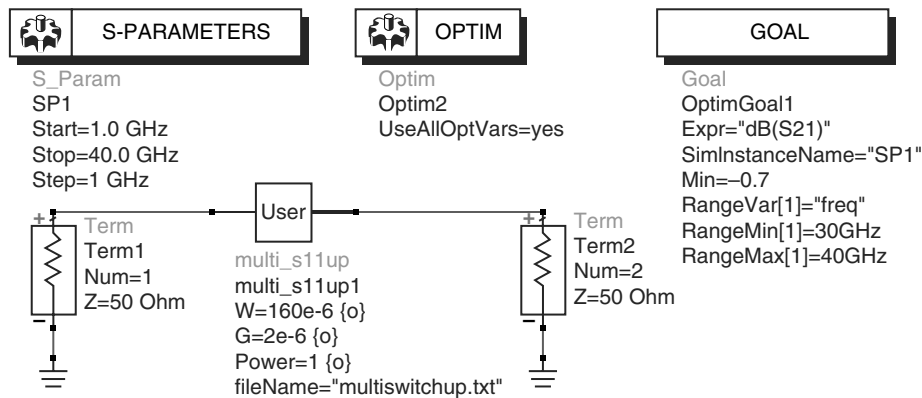 S-PARAMETERS
S_Param
SP1
Start=1.0 GHz
Stop=40.0 GHz
Step=1 GHz
OPTIM
Optim
Optim2
UseAllOptVars=yes
GOAL
Goal
OptimGoal1
Expr="dB(S21)"
SimInstanceName="SP1"
Min=–0.7
RangeVar[1]="freq"
RangeMin[1]=30GHz
RangeMax[1]=40GHz
+
Term
Term1
Num=1
Z=50 Ohm
–
User
multi_s11up
multi_s11up1
W=160e-6 {o}
G=2e-6 {o}
Power=1 {o}
fileName="multiswitchup.txt"
+
Term
Term2
Num=2
Z=50 Ohm
–